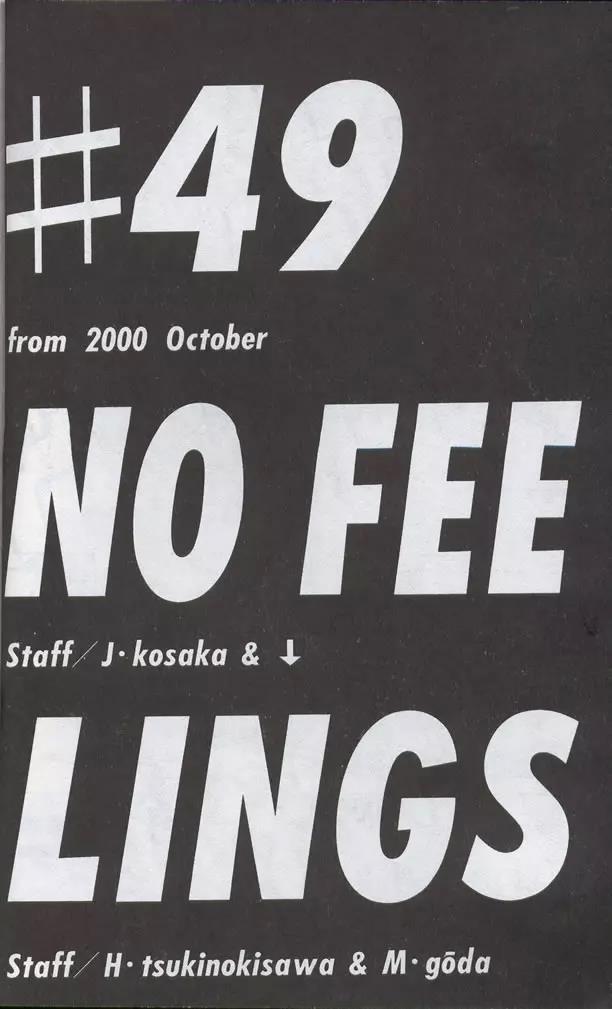 #49
from 2000 October
NO FEE
Staff/J・kosaka & ⬇
LINGS
Staff/H・tsukinokisawa & M・gōda